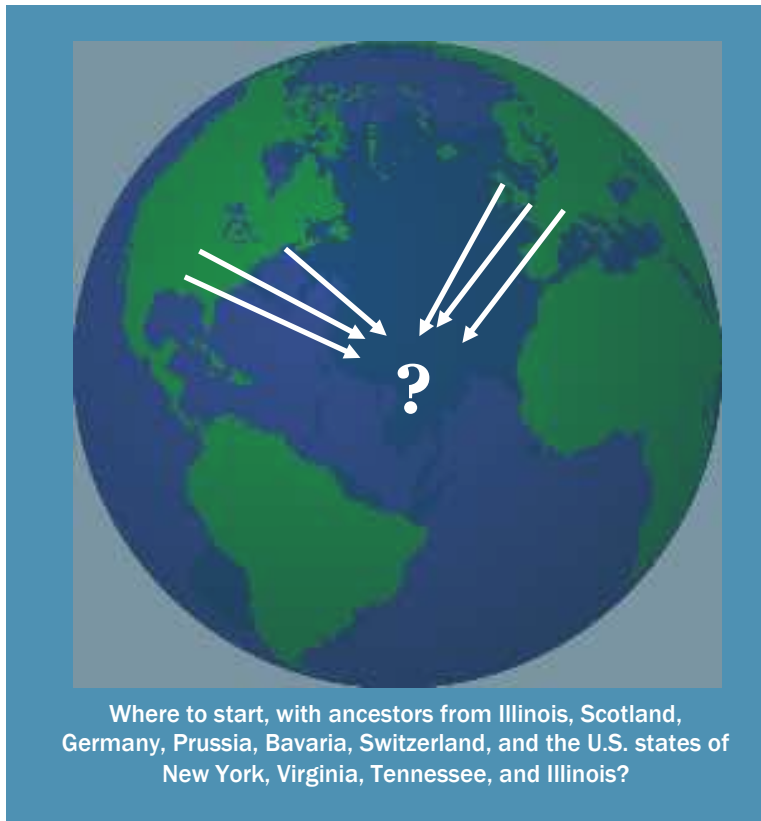 ?
Where to start, with ancestors from Illinois, Scotland,
Germany, Prussia, Bavaria, Switzerland, and the U.S. states of
New York, Virginia, Tennessee, and Illinois?